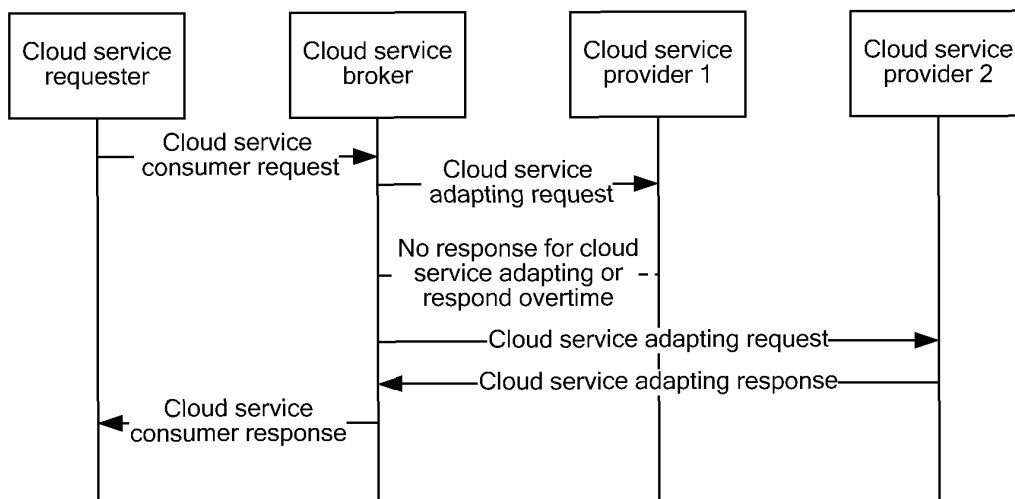 Cloud service
requester
Cloud service
broker
Cloud service
provider 1
Cloud service
provider 2
Cloud service
consumer request
Cloud service
adapting request
No response for cloud
service adapting or
respond overtime
Cloud service adapting request
Cloud service adapting response
Cloud service
consumer response